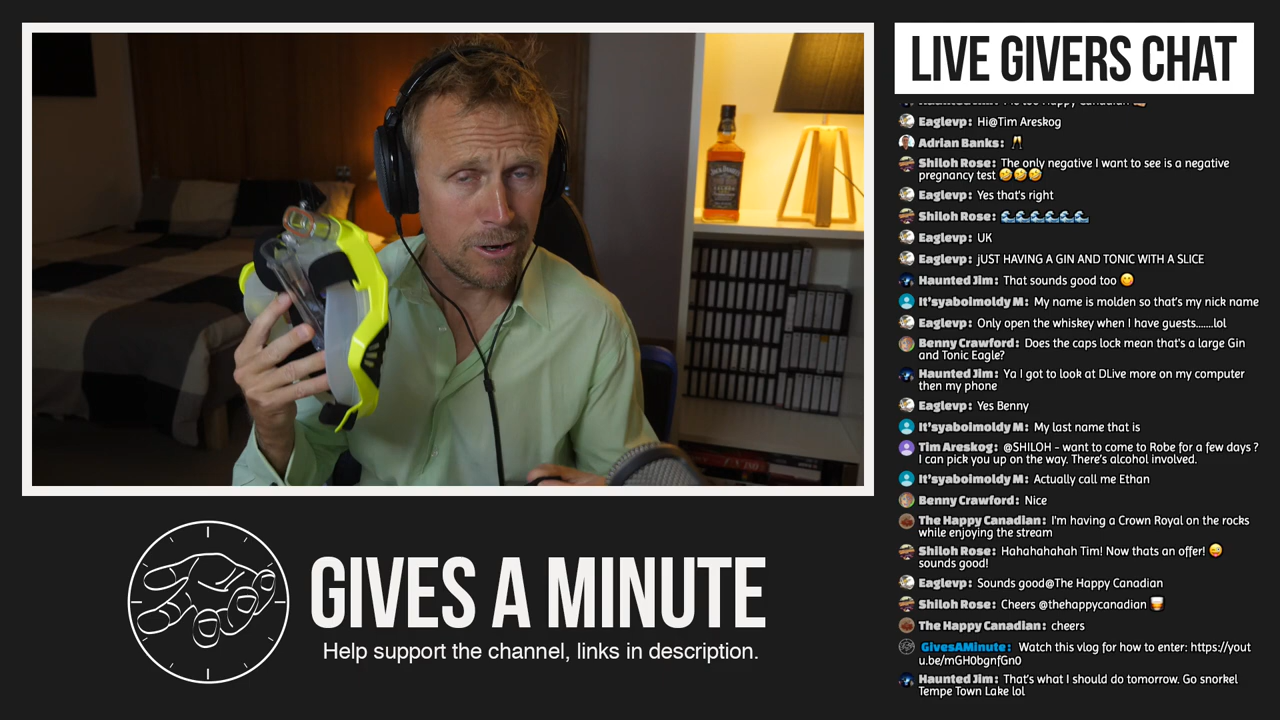 LIVE GIVERS CHAT
Eaglevp: Hi@Tim Areskog
Adrian Banks: 🥂
Shiloh Rose: The only negative I want to see is a negative
pregnancy test 🤣🤣🤣
Eaglevp: Yes that's right
Shiloh Rose: 🌊🌊🌊🌊🌊🌊
Eaglevp: UK
Eaglevp: jUST HAVING A GIN AND TONIC WITH A SLICE
Haunted Jim: That sounds good too 😋
It'syaboimoldy M: My name is molden so that's my nick name
Eaglevp: Only open the whiskey when I have guests.......lol
Benny Crawford: Does the caps lock mean that's a large Gin
and Tonic Eagle?
Haunted Jim: Ya I got to look at DLive more on my computer
then my phone
Eaglevp: Yes Benny
It'syaboimoldy M: My last name that is
Tim Areskog: @SHILOH - want to come to Robe for a few days ?
I can pick you up on the way. There's alcohol involved.
It'syaboimoldy M: Actually call me Ethan
Benny Crawford: Nice
The Happy Canadian: I'm having a Crown Royal on the rocks
while enjoying the stream
Shiloh Rose: Hahahahahah Tim! Now thats an offer! 😜
sounds good!
Eaglevp: Sounds good@The Happy Canadian
Shiloh Rose: Cheers @thehappycanadian 🥃
The Happy Canadian: cheers
GivesAMinute: Watch this vlog for how to enter: https://yout
u.be/mGH0bgnfGn0
Haunted Jim: That's what I should do tomorrow. Go snorkel
Tempe Town Lake lol
GIVES A MINUTE
Help support the channel, links in description.